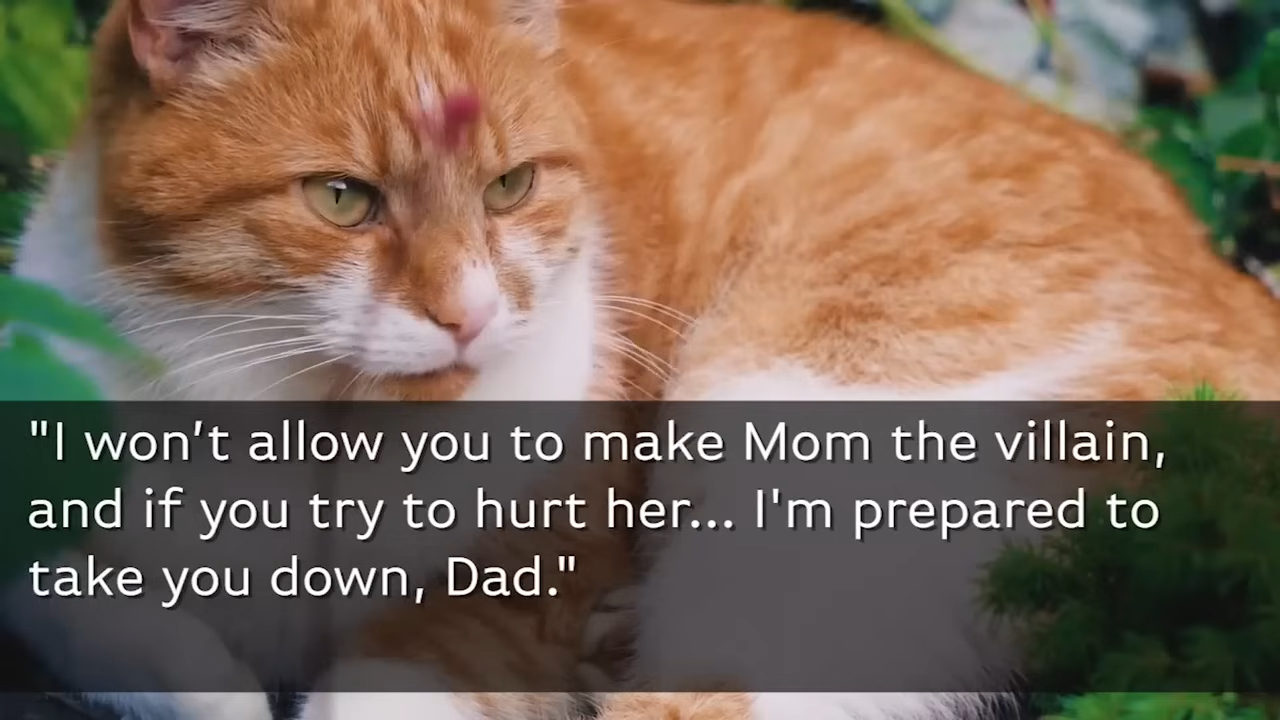 "I won’t allow you to make Mom the villain,
and if you try to hurt her... I'm prepared to
take you down, Dad."